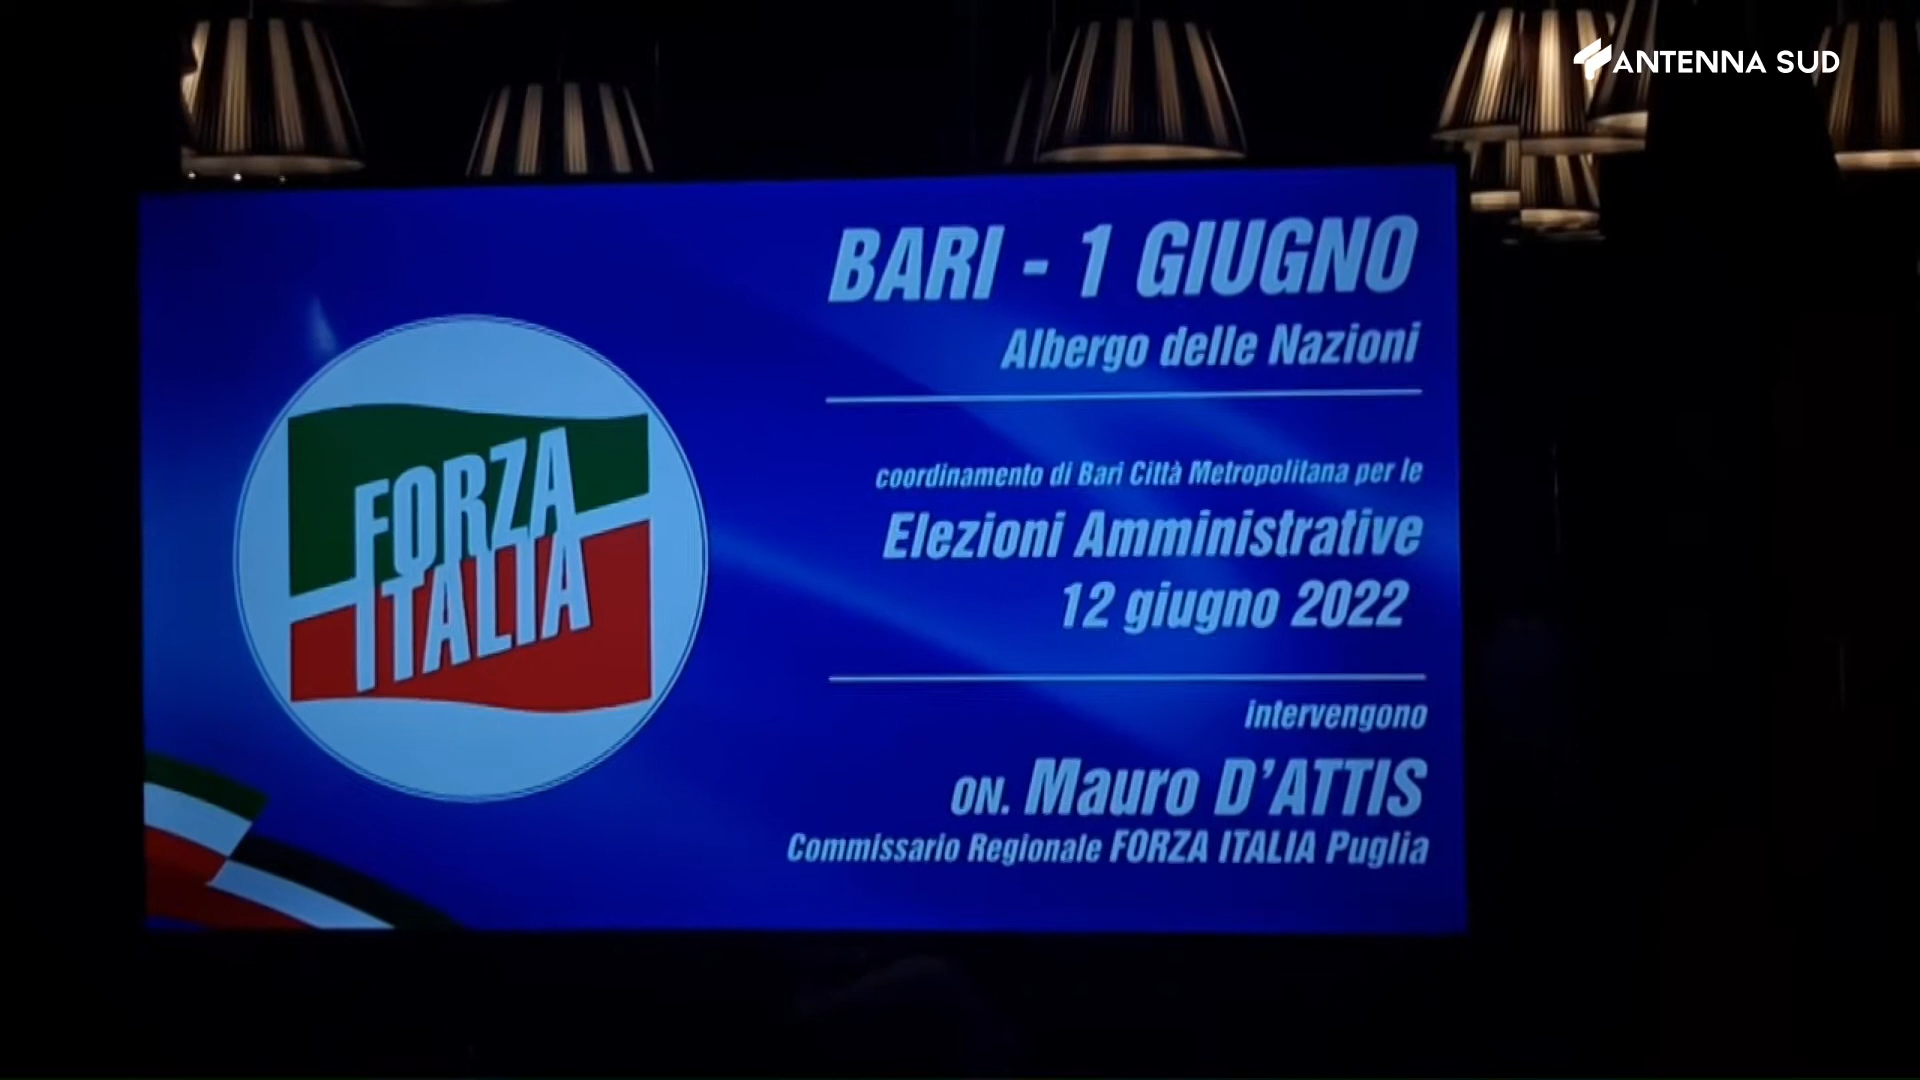 ANTENNA SUD
BARI - 1 GIUGNO
Albergo delle Nazioni
FORZA
ITALIA
coordinamento di Bari Città Metropolitana per le
Elezioni Amministrative
12 giugno 2022
intervengono
ON. Mauro D'ATTIS
Commissario Regionale FORZA ITALIA Puglia